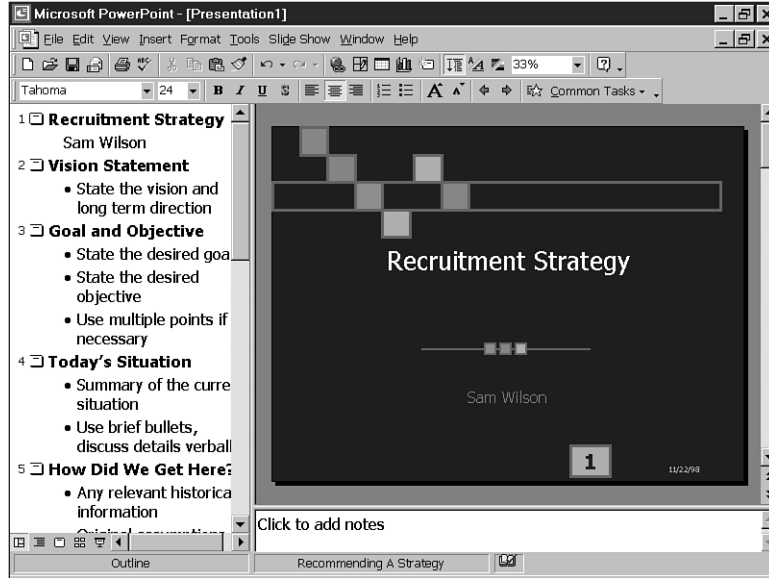 Microsoft PowerPoint - [Presentation1]
File Edit View Insert Format Tools Slide Show Window Help
33%
Tahoma 24 B I U S A A Common Tasks
1 Recruitment Strategy
Sam Wilson
2 Vision Statement
• State the vision and
long term direction
3 Goal and Objective
• State the desired goa
• State the desired
objective
• Use multiple points if
necessary
4 Today's Situation
• Summary of the curre
situation
• Use brief bullets,
discuss details verball
5 How Did We Get Here?
• Any relevant historica
information
• Original assumptions
Recruitment Strategy
Sam Wilson
1
11/22/98
Click to add notes
Outline
Recommending A Strategy